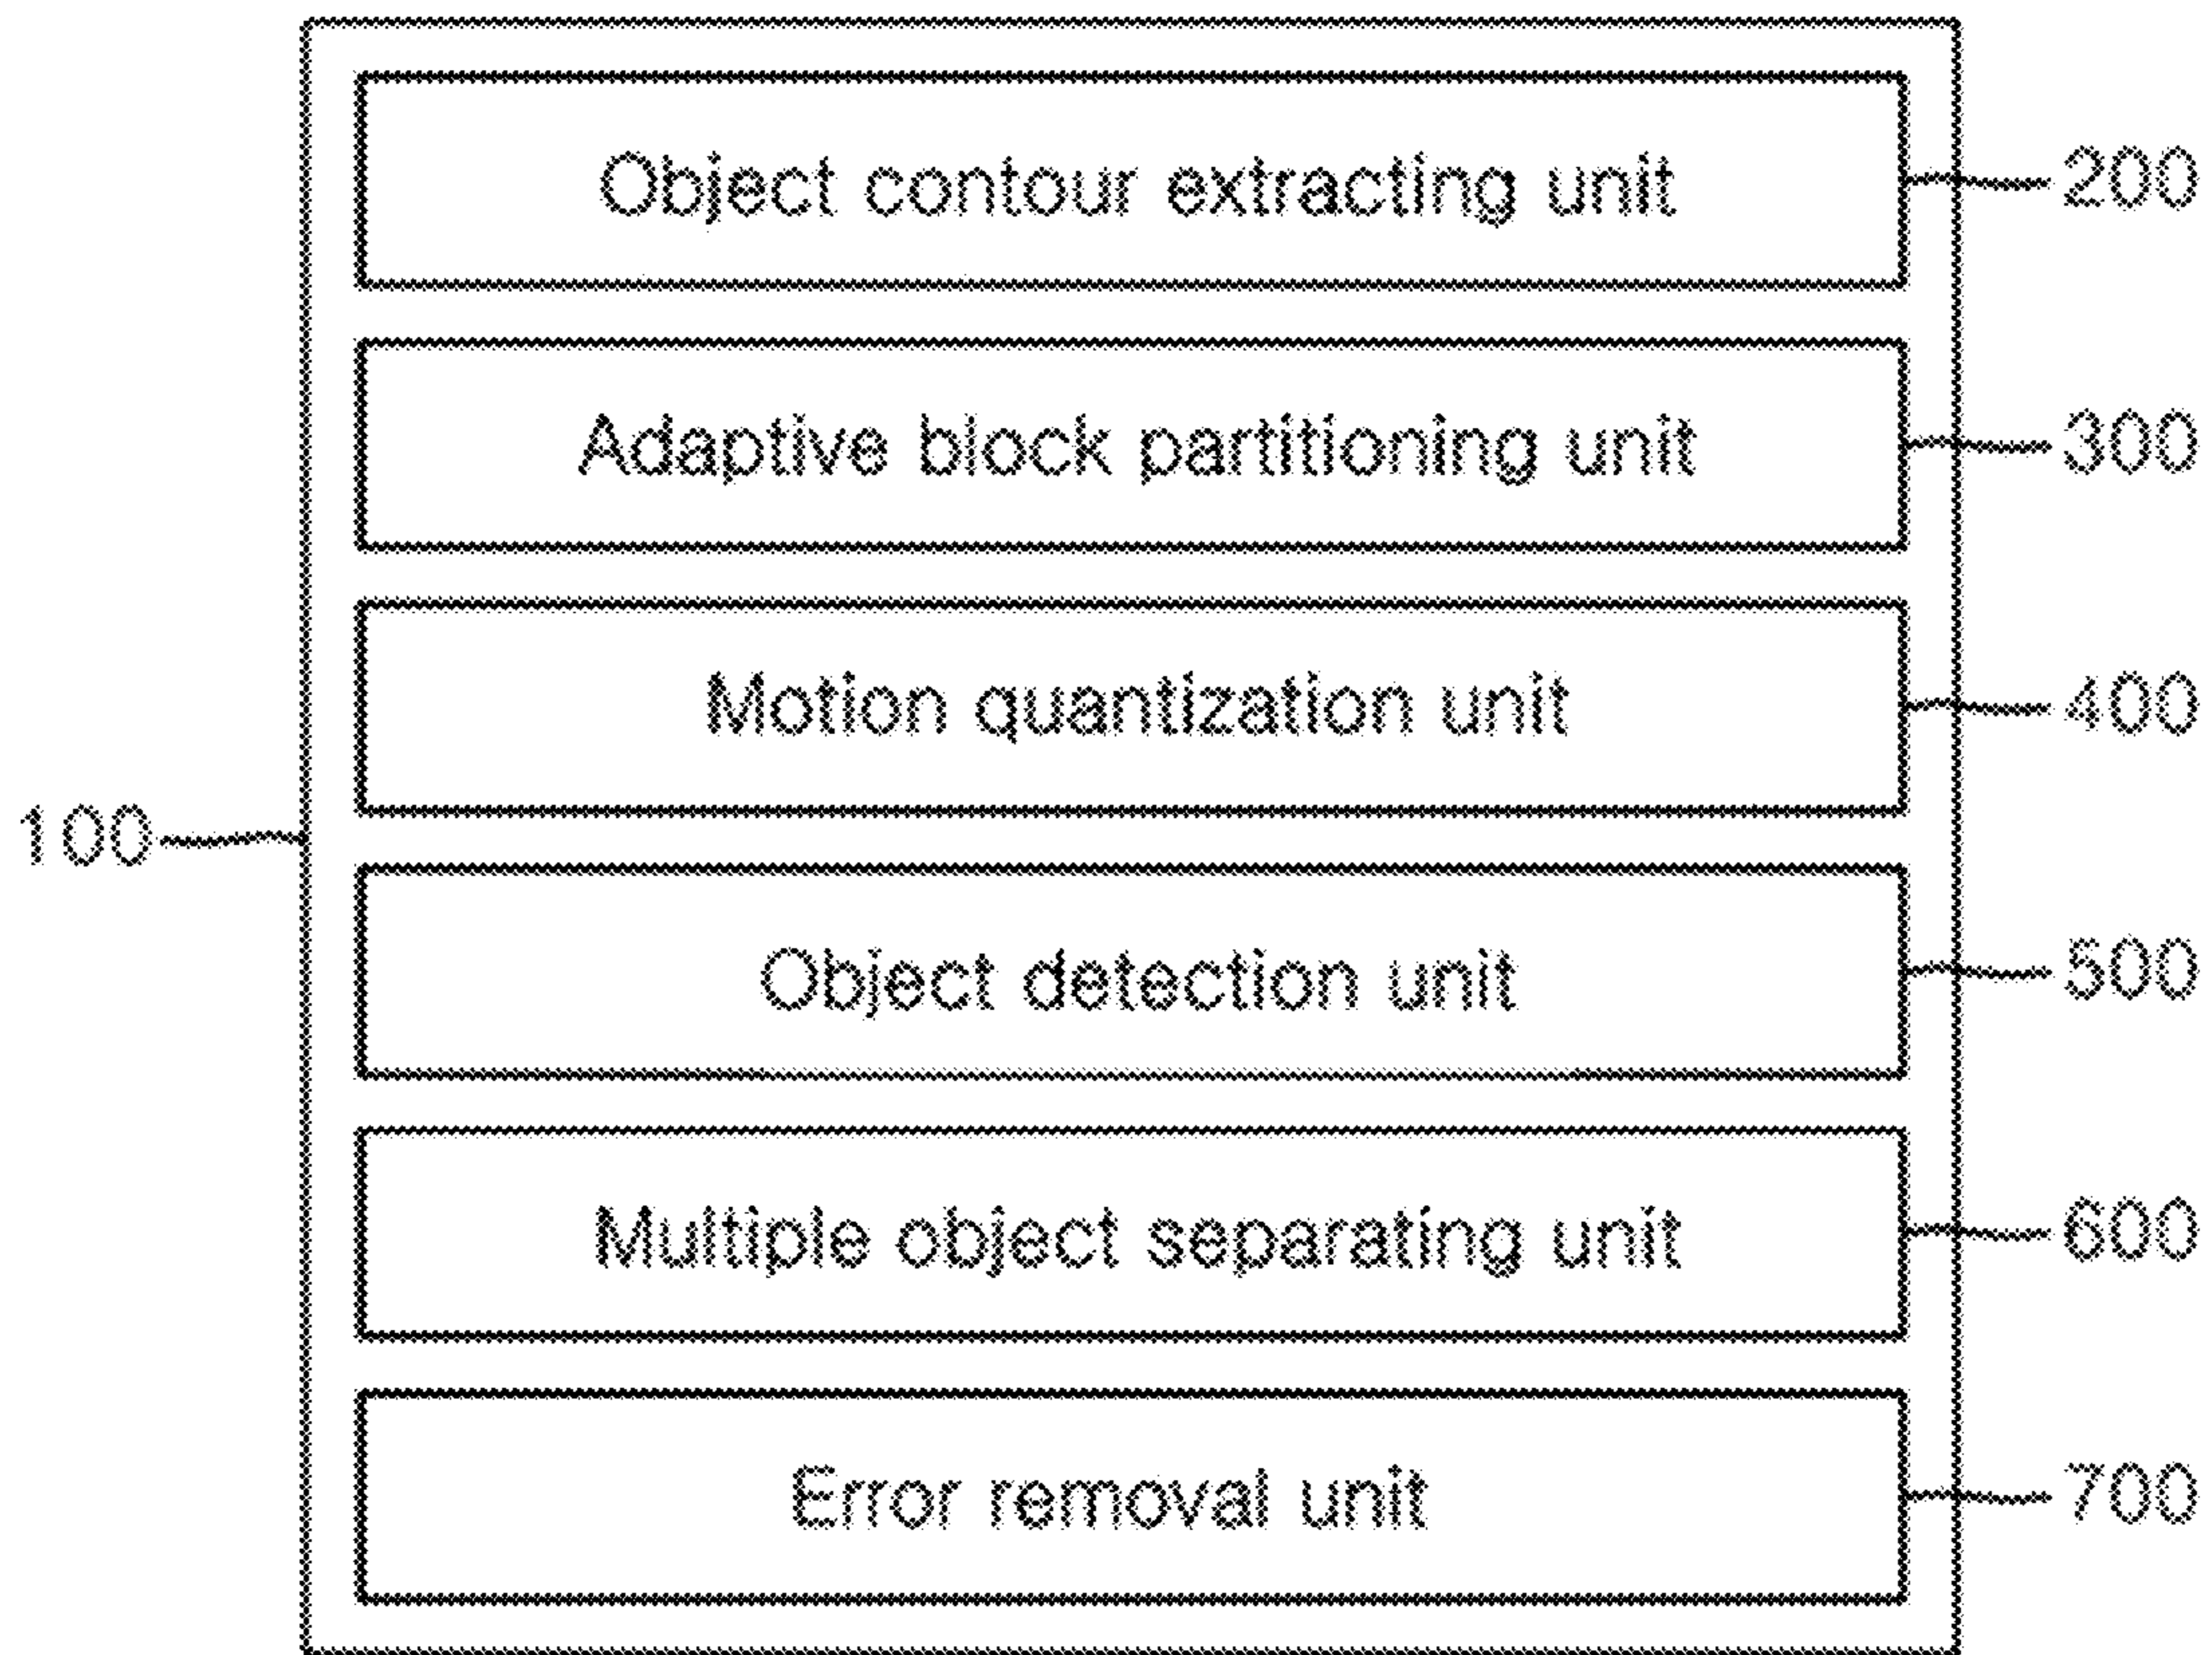 Object contour extracting unit 200
Adaptive block partitioning unit 300
Motion quantization unit 400
100
Object detection unit 500
Multiple object separating unit 600
Error removal unit 700